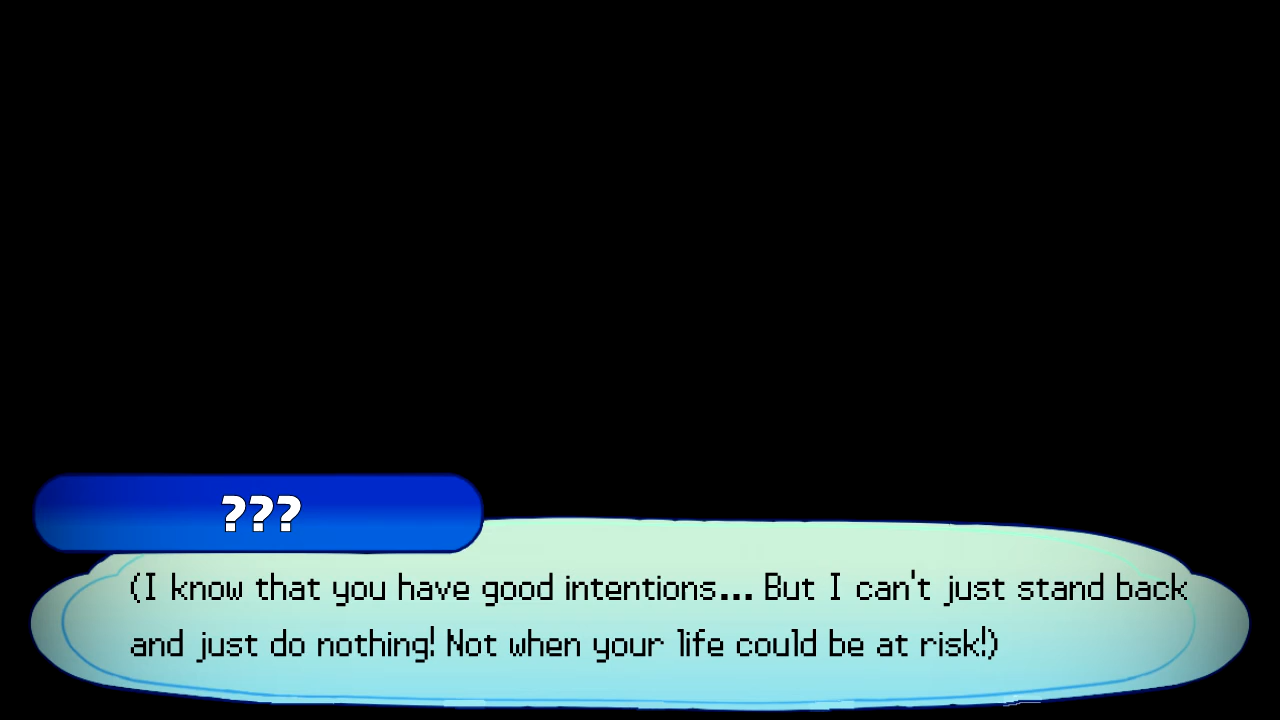 ???
(I know that you have good intentions... But I can't just stand back
and just do nothing! Not when your life could be at risk!)